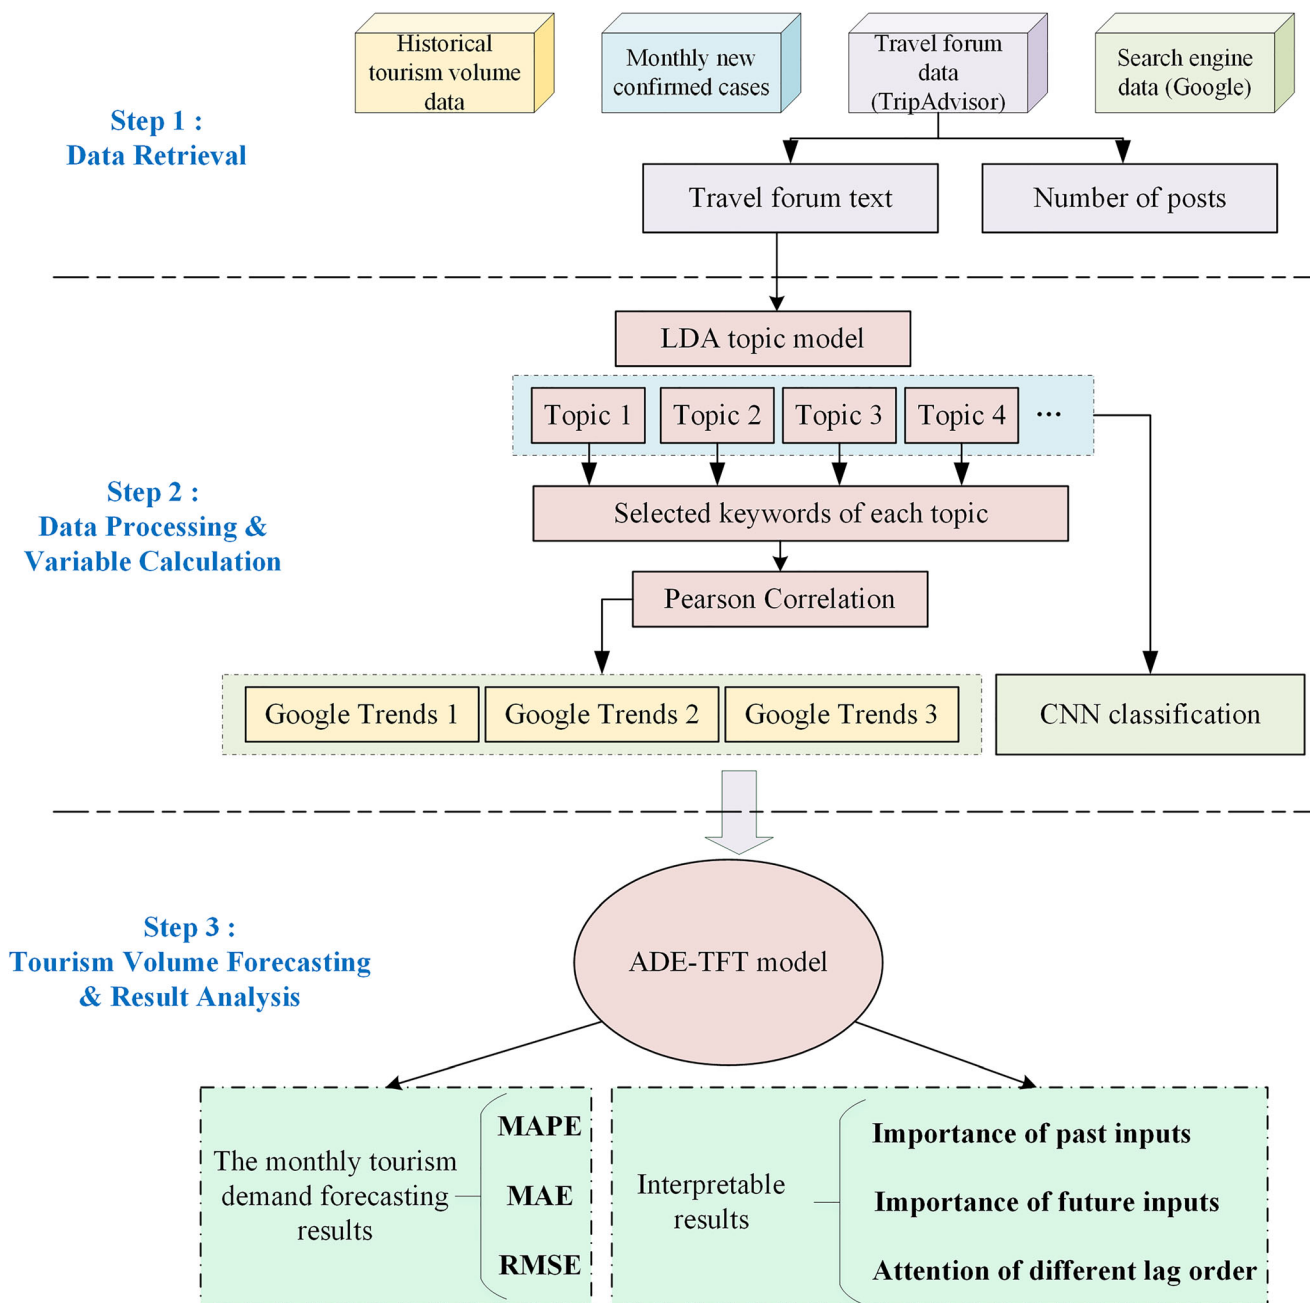 Historical
tourism volume
data
Monthly new
confirmed cases
Travel forum
data
(TripAdvisor)
Search engine
data (Google)
Step 1 :
Data Retrieval
Travel forum text
Number of posts
LDA topic model
Topic 1
Topic 2
Topic 3
Topic 4
...
Step 2 :
Data Processing &
Variable Calculation
Selected keywords of each topic
Pearson Correlation
Google Trends 1
Google Trends 2
Google Trends 3
CNN classification
Step 3 :
Tourism Volume Forecasting
& Result Analysis
ADE-TFT model
The monthly tourism
demand forecasting
results
MAPE
MAE
RMSE
Interpretable
results
Importance of past inputs
Importance of future inputs
Attention of different lag order